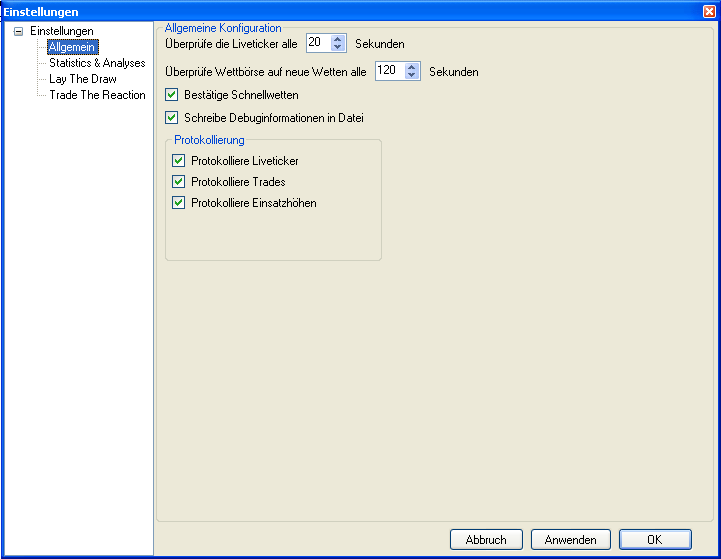 Einstellungen
Einstellungen
Allgemein
Statistics & Analyses
Lay The Draw
Trade The Reaction
Allgemeine Konfiguration
Überprüfe die Liveticker alle 20 Sekunden
Überprüfe Wettbörse auf neue Wetten alle 120 Sekunden
Bestätige Schnellwetten
Schreibe Debuginformationen in Datei
Protokollierung
Protokolliere Liveticker
Protokolliere Trades
Protokolliere Einsatzhöhen
Abbruch Anwenden OK